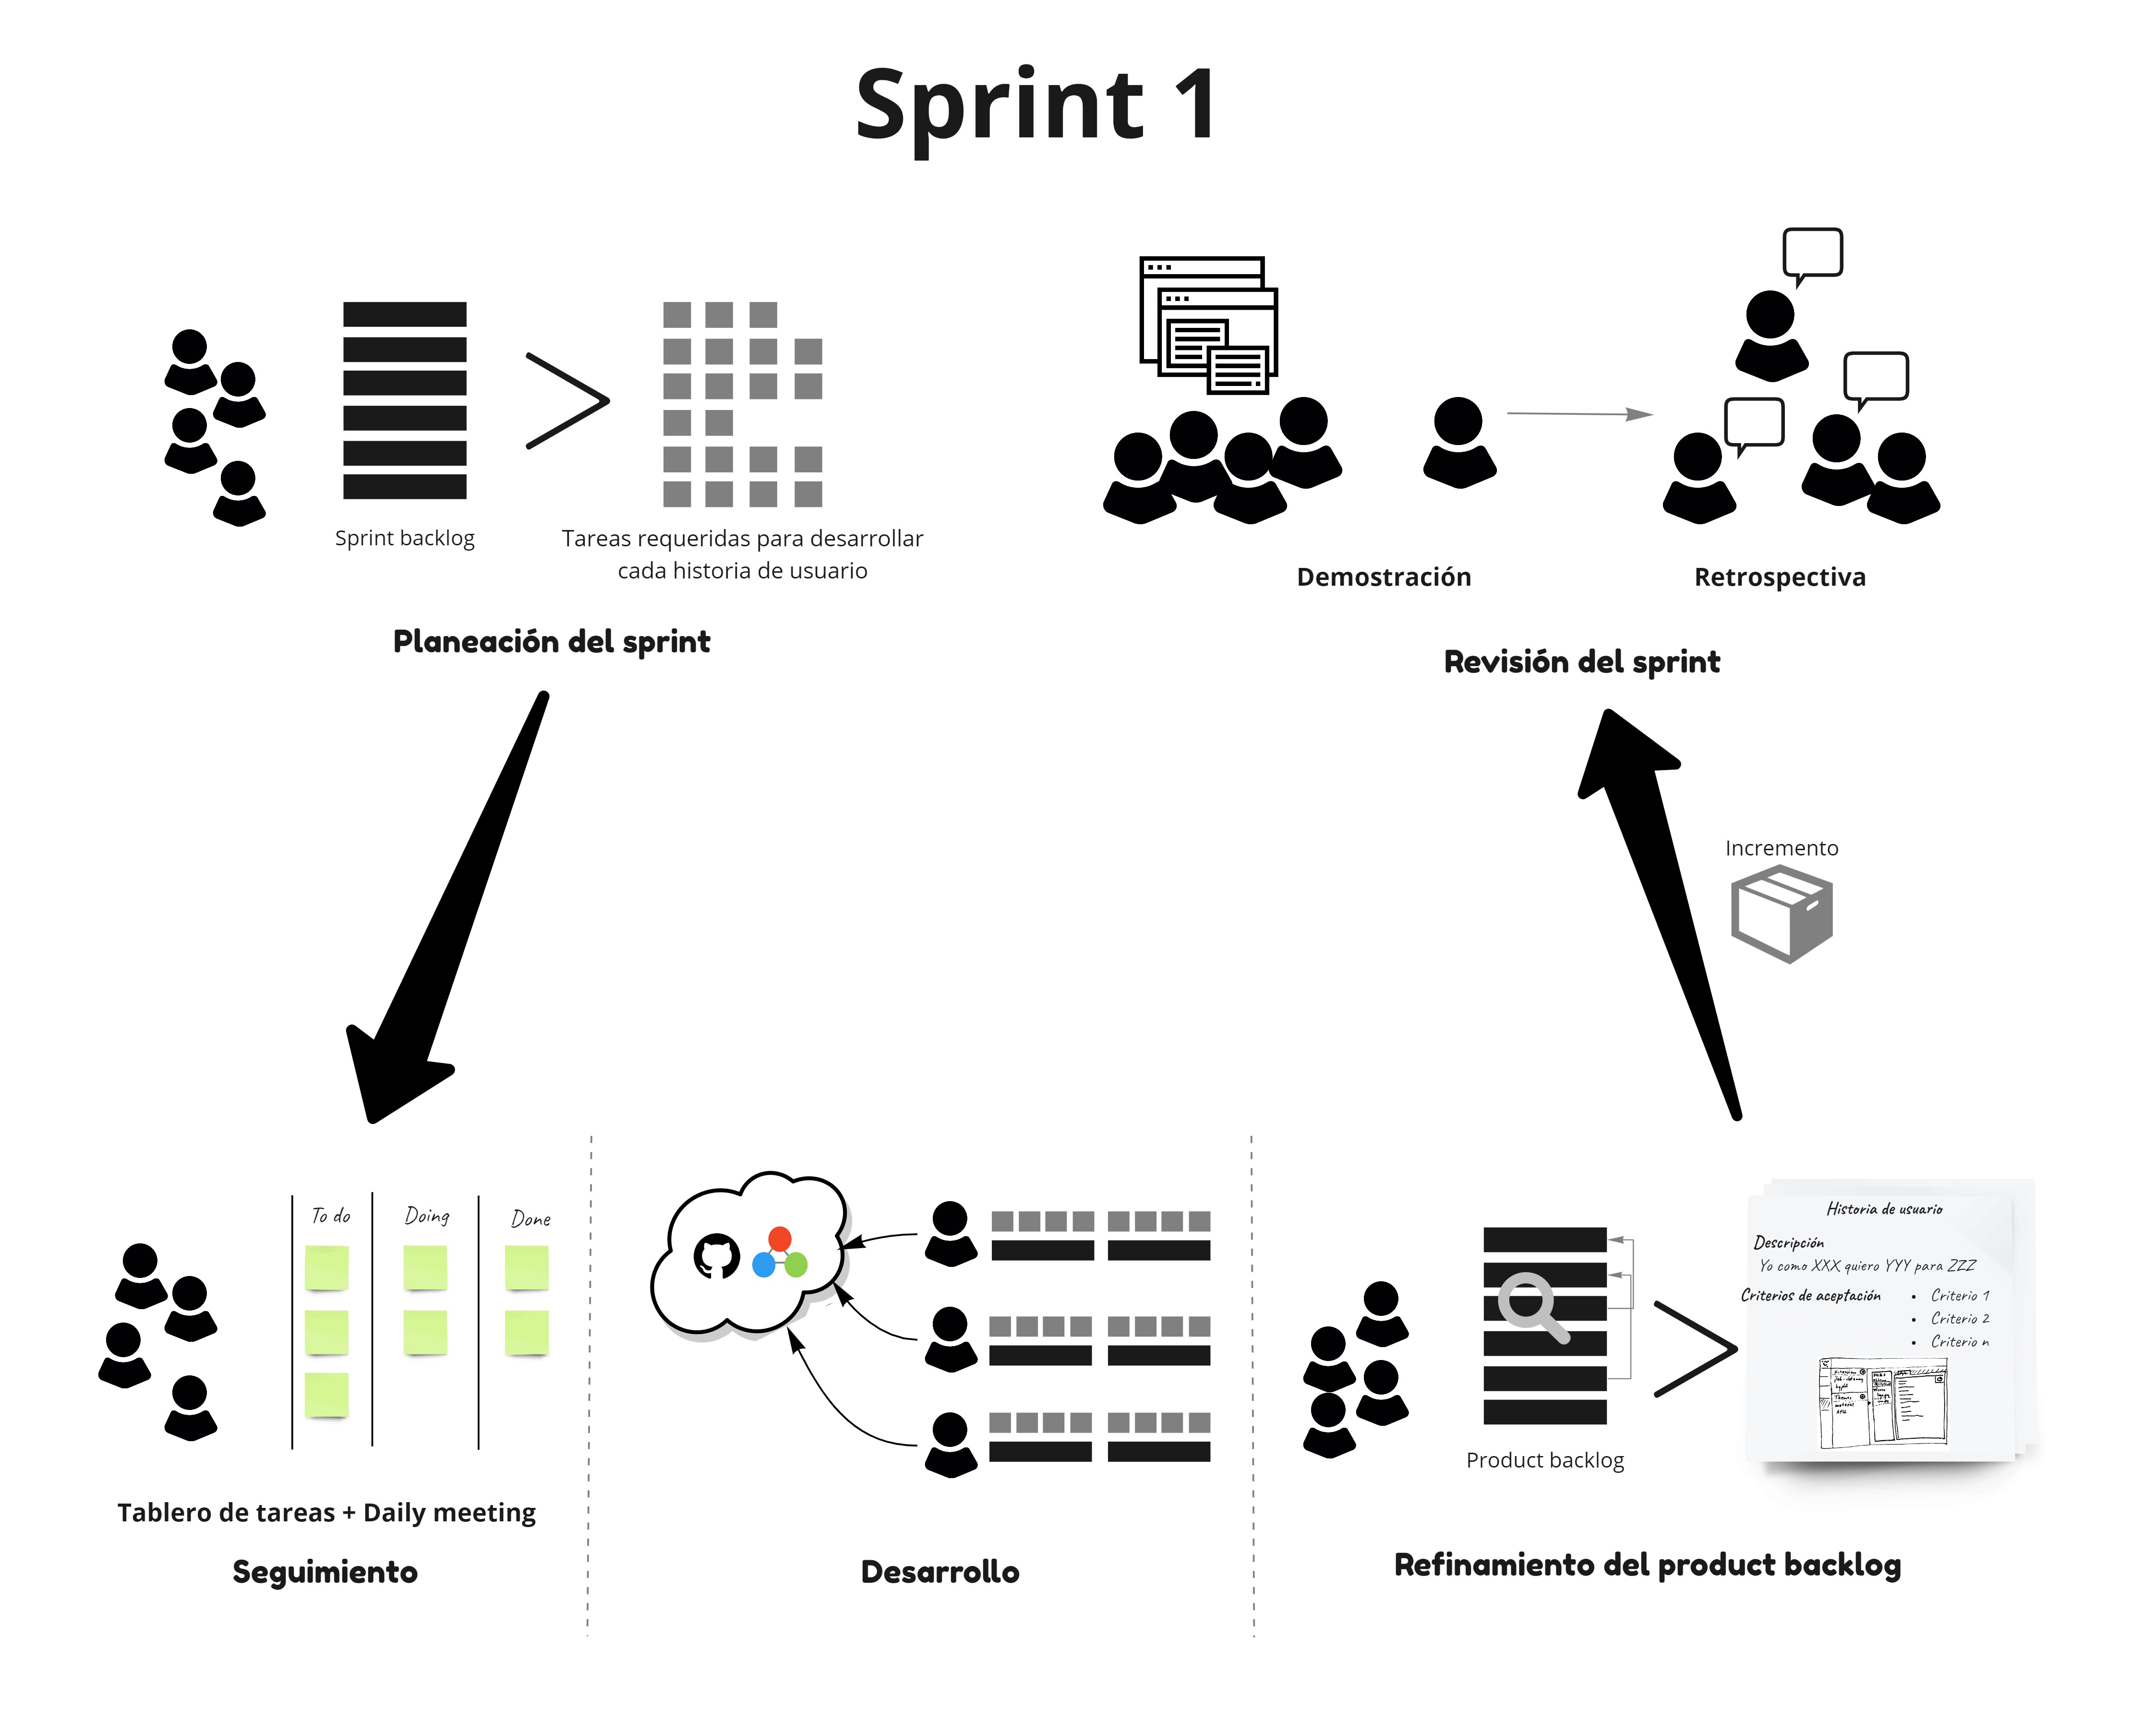 Sprint 1
Sprint backlog
Tareas requeridas para desarrollar
cada historia de usuario
Planeación del sprint
Demostración
Retrospectiva
Revisión del sprint
Incremento
To do
Doing
Done
Tablero de tareas + Daily meeting
Seguimiento
Desarrollo
Product backlog
Historia de usuario
Descripción
Yo como XXX quiero YYY para ZZZ
Criterios de aceptación
• Criterio 1
• Criterio 2
• Criterio n
Refinamiento del product backlog